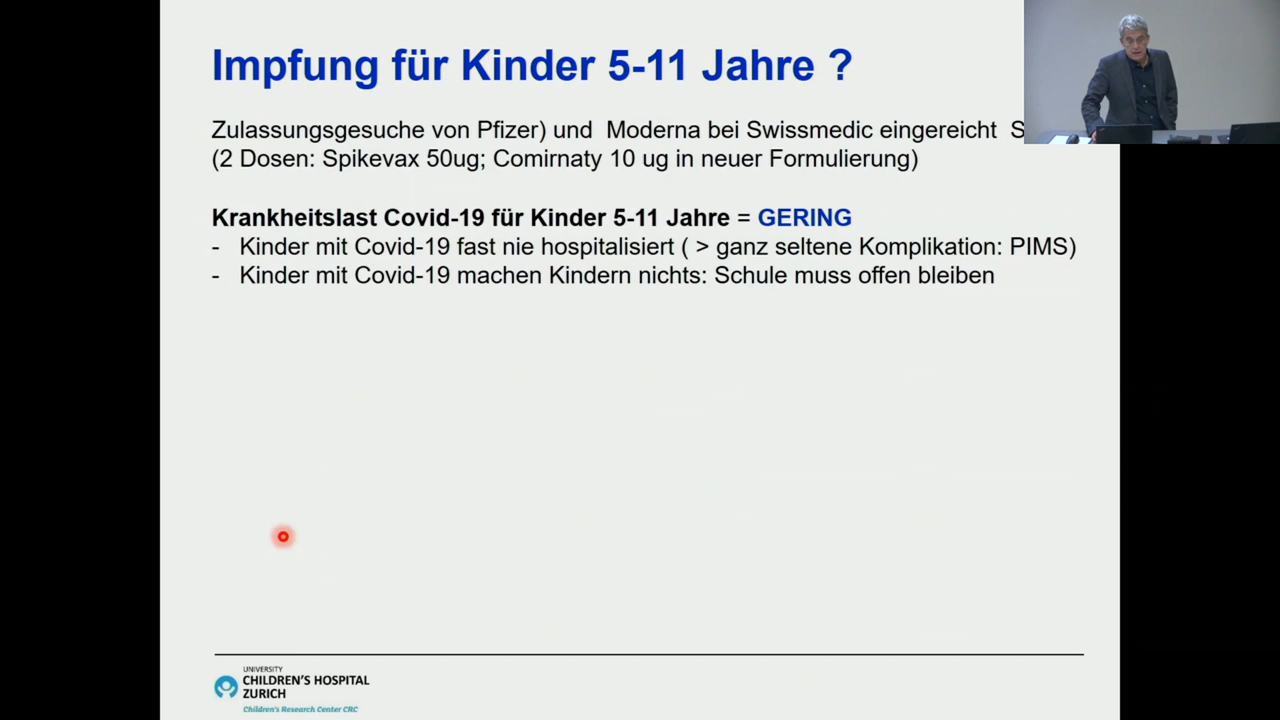 Impfung für Kinder 5-11 Jahre ?
Zulassungsgesuche von Pfizer) und Moderna bei Swissmedic eingereicht S
(2 Dosen: Spikevax 50ug; Comirnaty 10 ug in neuer Formulierung)
Krankheitslast Covid-19 für Kinder 5-11 Jahre = GERING
- Kinder mit Covid-19 fast nie hospitalisiert ( > ganz seltene Komplikation: PIMS)
- Kinder mit Covid-19 machen Kindern nichts: Schule muss offen bleiben
UNIVERSITY
CHILDREN'S HOSPITAL
ZURICH
Children's Research Center CRC